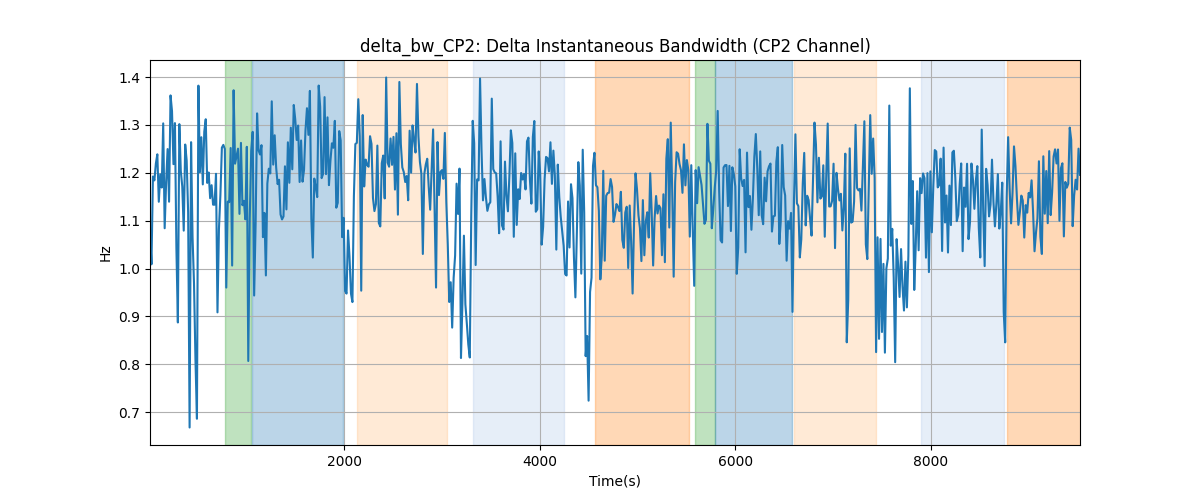 delta_bw_CP2: Delta Instantaneous Bandwidth (CP2 Channel)
1.4
1.3
1.2
1.1
1.0
0.9
0.8
0.7
Hz
2000 4000 6000 8000
Time(s)